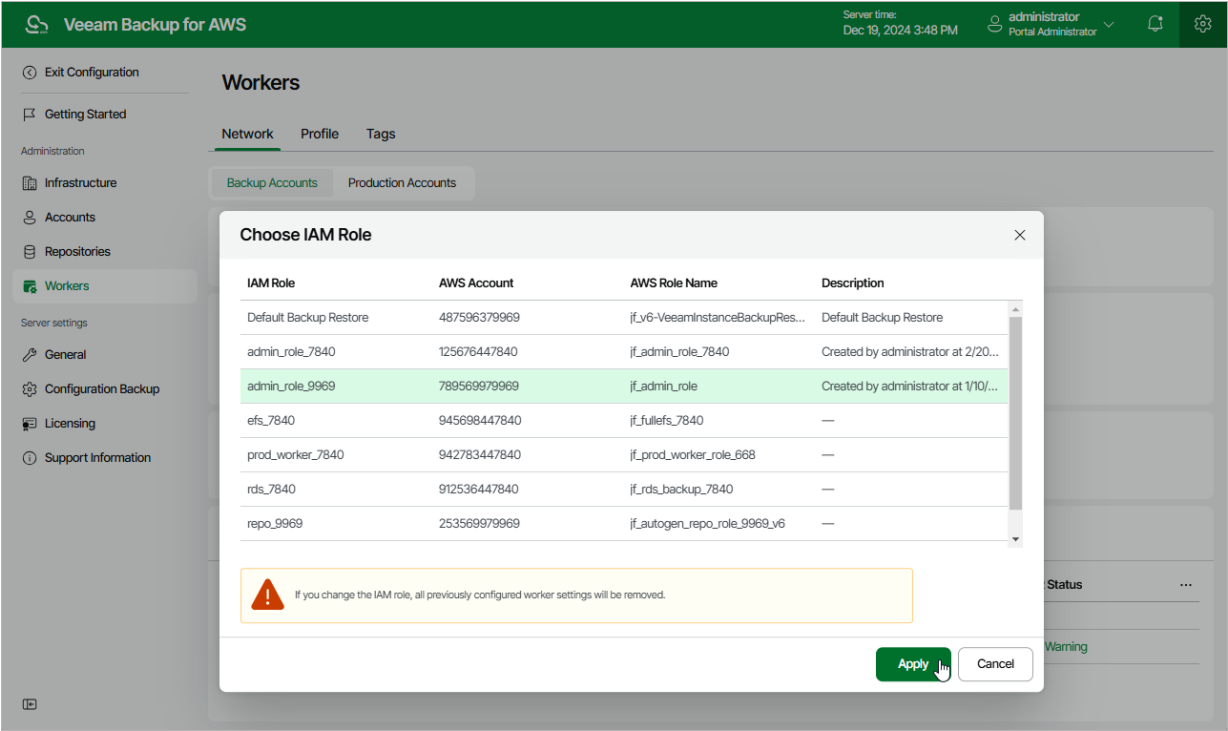 Veeam Backup for AWS
Server time:
Dec 19, 2024 3:48 PM
administrator
Portal Administrator
Exit Configuration
Getting Started
Administration
Infrastructure
Accounts
Repositories
Workers
Server settings
General
Configuration Backup
Licensing
Support Information
Workers
Network Profile Tags
Backup Accounts Production Accounts
Choose IAM Role
IAM Role AWS Account AWS Role Name Description
Default Backup Restore 487596379969 jf_v6-VeeamInstanceBackupRes... Default Backup Restore
admin_role_7840 125676447840 jf_admin_role_7840 Created by administrator at 2/20...
admin_role_9969 789569979969 jf_admin_role Created by administrator at 1/10/...
efs_7840 945698447840 jf_fullefs_7840 —
prod_worker_7840 942783447840 jf_prod_worker_role_668 —
rds_7840 912536447840 jf_rds_backup_7840 —
repo_9969 253569979969 jf_autogen_repo_role_9969_v6 —
If you change the IAM role, all previously configured worker settings will be removed.
Apply Cancel
Status ...
Warning